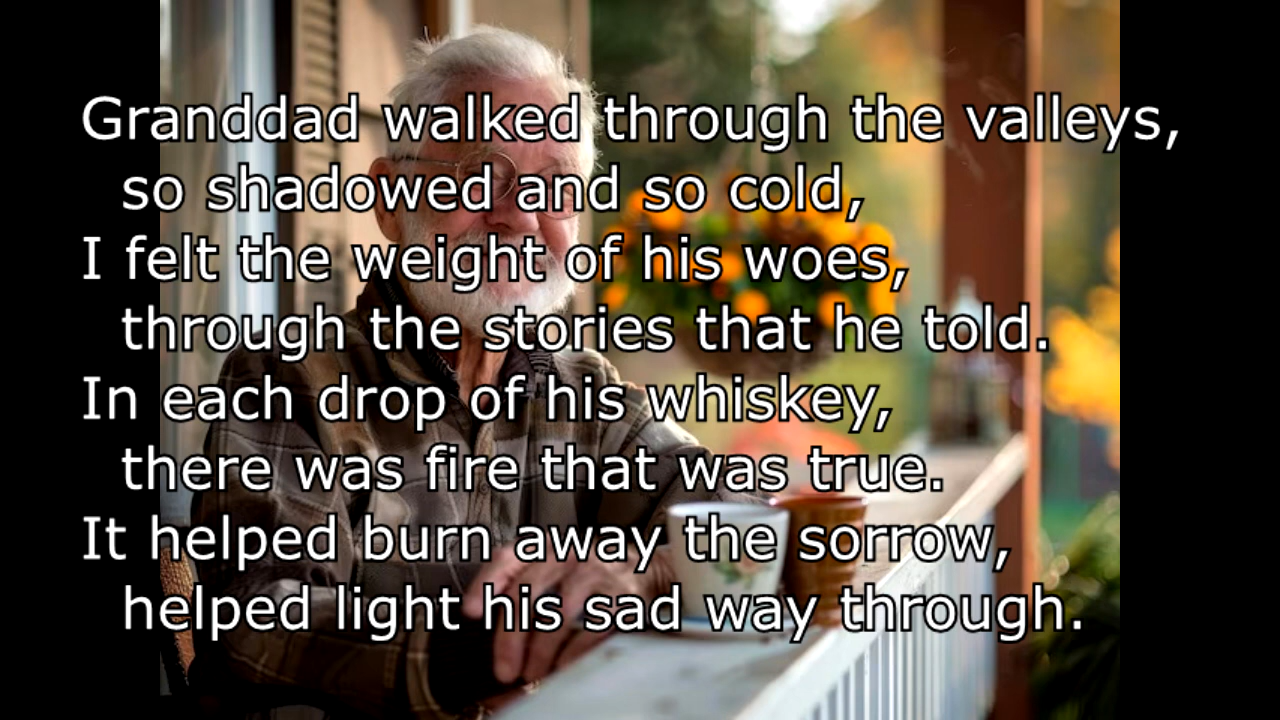 Granddad walked through the valleys,
so shadowed and so cold,
I felt the weight of his woes,
through the stories that he told.
In each drop of his whiskey,
there was fire that was true.
It helped burn away the sorrow,
helped light his sad way through.